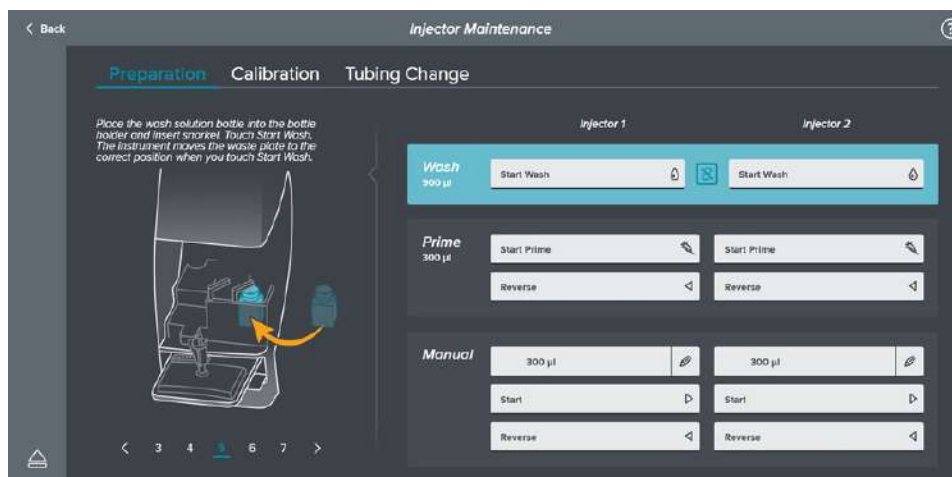 Back
Injector Maintenance
?
Preparation Calibration Tubing Change
Place the wash solution bottle into the bottle
holder and insert snorkel. Touch Start Wash.
The instrument moves the waste plate to the
correct position when you touch Start Wash.
Injector 1 Injector 2
Wash
900 µl
Start Wash Start Wash
Prime
300 µl
Start Prime Start Prime
Reverse Reverse
Manual
300 µl 300 µl
Start Start
Reverse Reverse
< 3 4 5 6 7 >